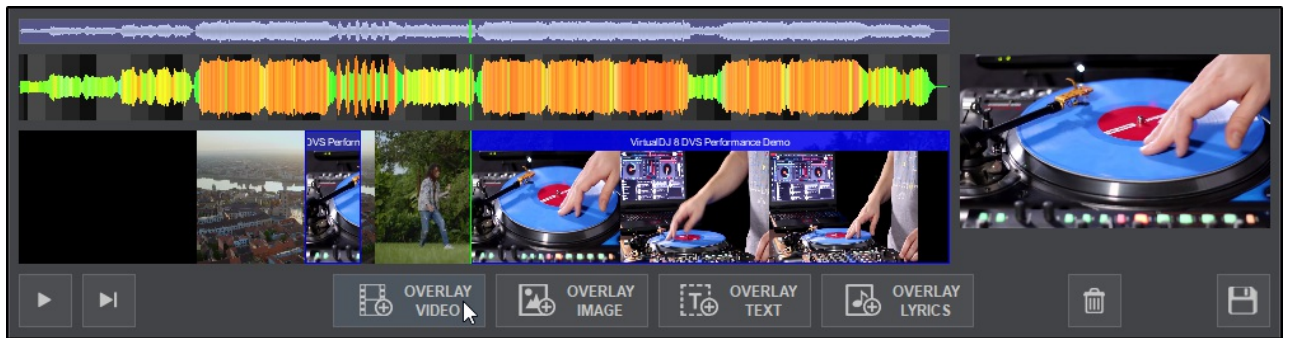 DVS Perform
VirtualDJ 8 DVS Performance Demo
OVERLAY
VIDEO
OVERLAY
IMAGE
T
OVERLAY
TEXT
OVERLAY
LYRICS